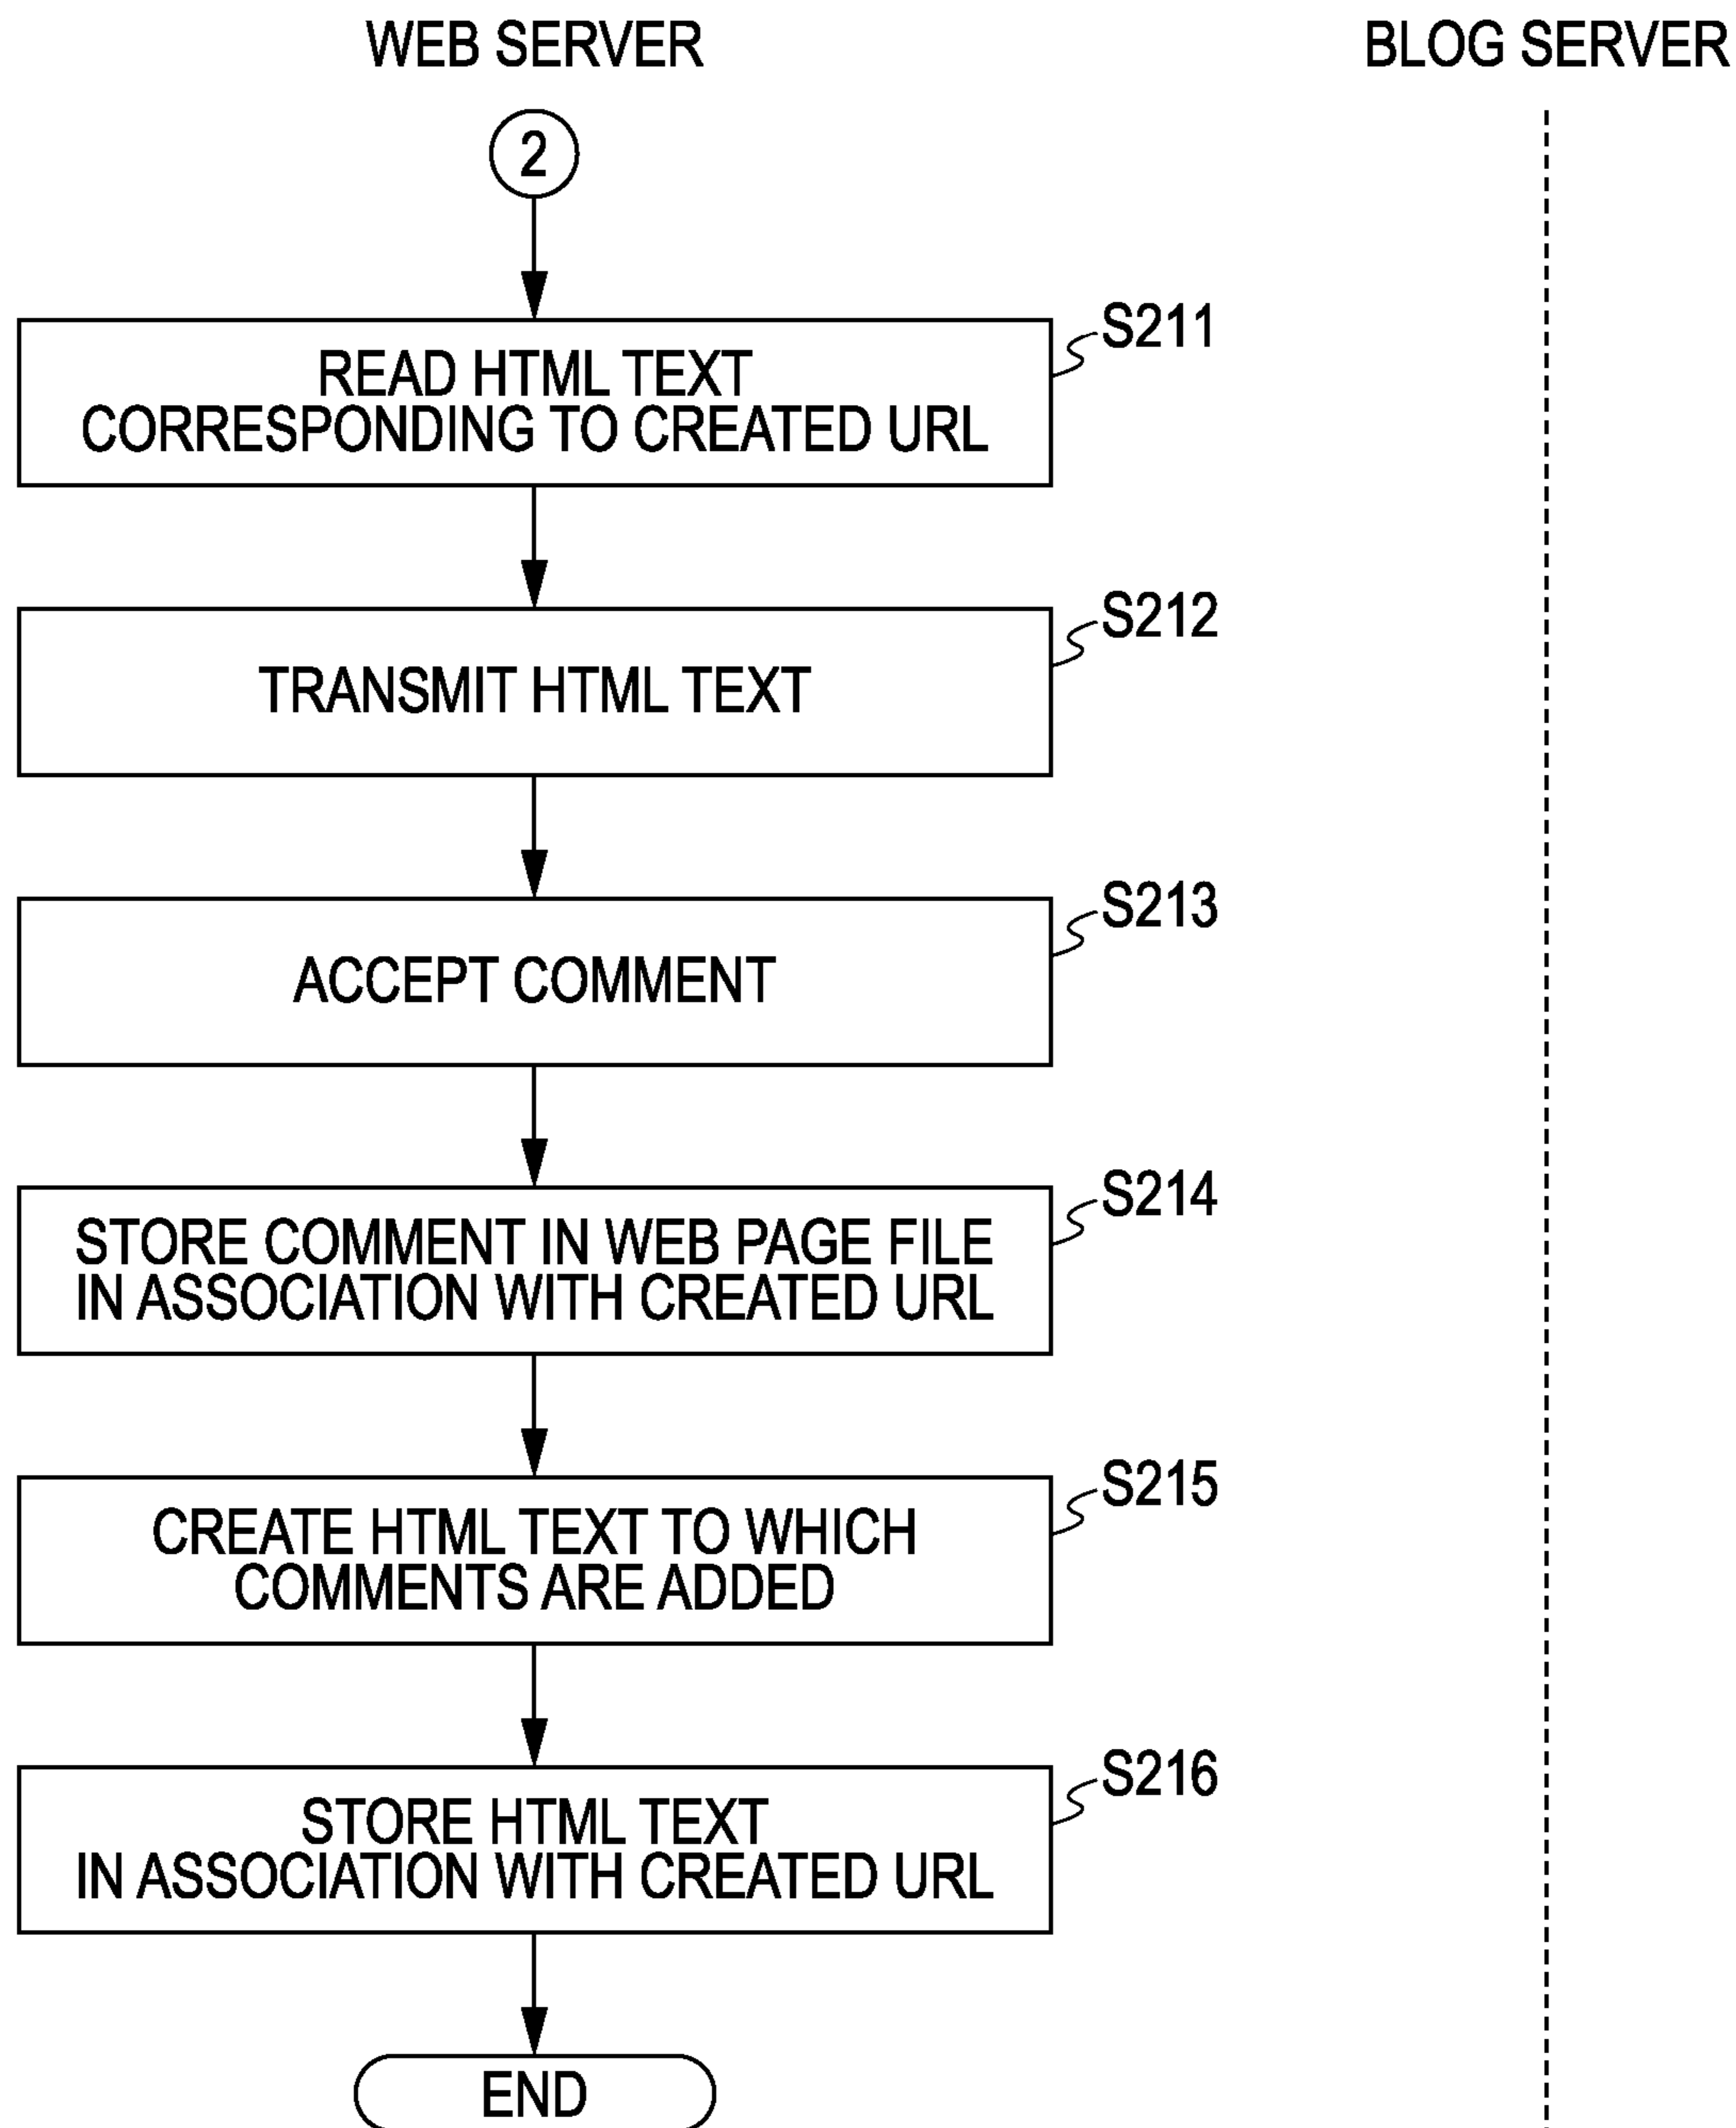 WEB SERVER
BLOG SERVER
2
S211
READ HTML TEXT
CORRESPONDING TO CREATED URL
S212
TRANSMIT HTML TEXT
S213
ACCEPT COMMENT
S214
STORE COMMENT IN WEB PAGE FILE
IN ASSOCIATION WITH CREATED URL
S215
CREATE HTML TEXT TO WHICH
COMMENTS ARE ADDED
S216
STORE HTML TEXT
IN ASSOCIATION WITH CREATED URL
END